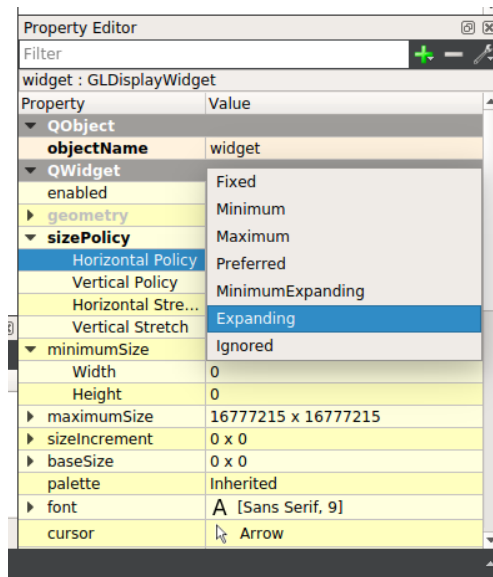 Property Editor
Filter
widget : GLDisplayWidget
Property Value
QObject
objectName widget
QWidget
enabled
geometry
sizePolicy
Horizontal Policy
Vertical Policy
Horizontal Stre...
Vertical Stretch
Fixed
Minimum
Maximum
Preferred
MinimumExpanding
Expanding
Ignored
minimumSize
Width 0
Height 0
maximumSize 16777215 x 16777215
sizeIncrement 0 x 0
baseSize 0 x 0
palette Inherited
font A [Sans Serif, 9]
cursor Arrow